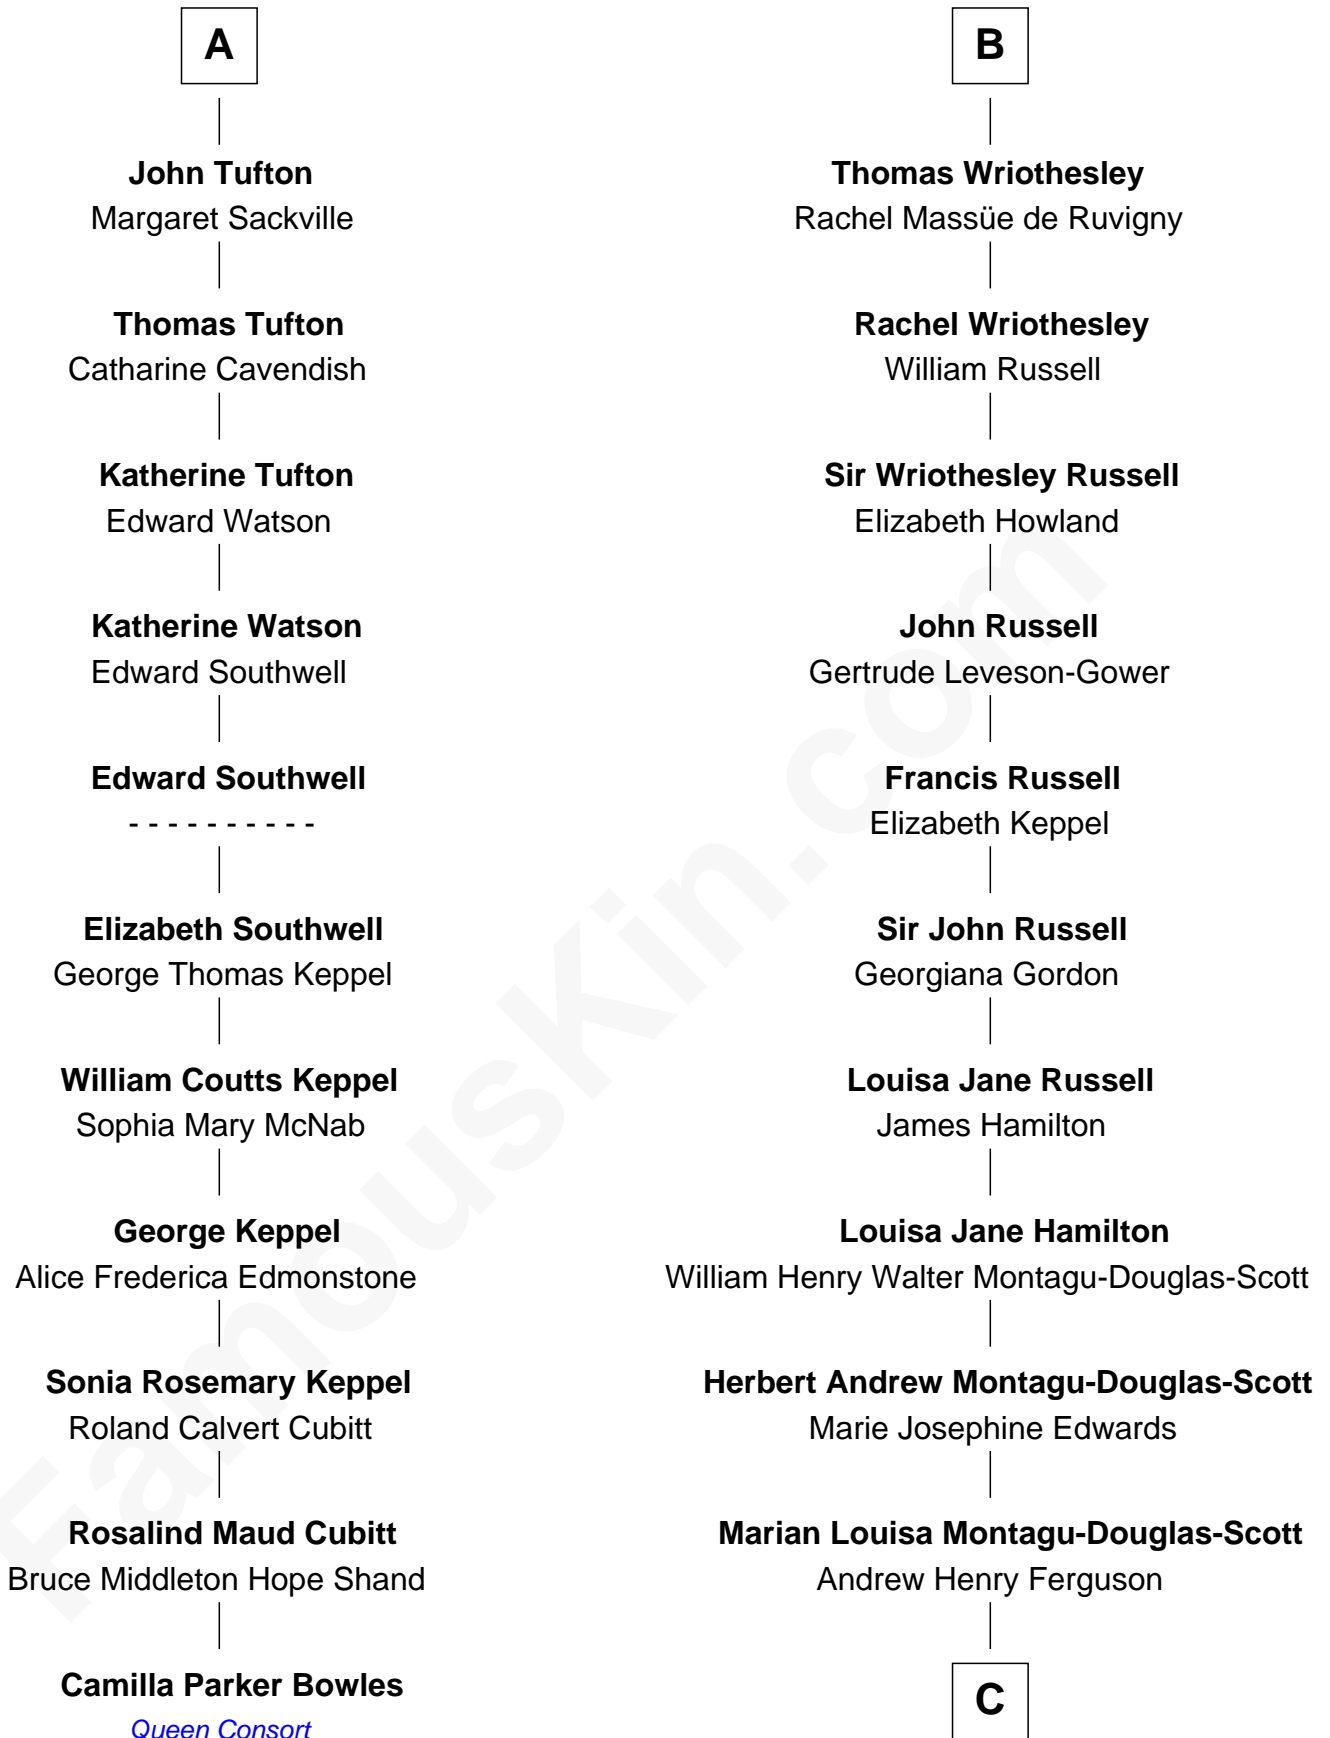 A
John Tufton
Margaret Sackville
Thomas Tufton
Catharine Cavendish
Katherine Tufton
Edward Watson
Katherine Watson
Edward Southwell
Edward Southwell
- - - - - - - - - -
Elizabeth Southwell
George Thomas Keppel
William Coutts Keppel
Sophia Mary McNab
George Keppel
Alice Frederica Edmonstone
Sonia Rosemary Keppel
Roland Calvert Cubitt
Rosalind Maud Cubitt
Bruce Middleton Hope Shand
Camilla Parker Bowles
Queen Consort
B
Thomas Wriothesley
Rachel Massüe de Ruvigny
Rachel Wriothesley
William Russell
Sir Wriothesley Russell
Elizabeth Howland
John Russell
Gertrude Leveson-Gower
Francis Russell
Elizabeth Keppel
Sir John Russell
Georgiana Gordon
Louisa Jane Russell
James Hamilton
Louisa Jane Hamilton
William Henry Walter Montagu-Douglas-Scott
Herbert Andrew Montagu-Douglas-Scott
Marie Josephine Edwards
Marian Louisa Montagu-Douglas-Scott
Andrew Henry Ferguson
C
FamousKin.com